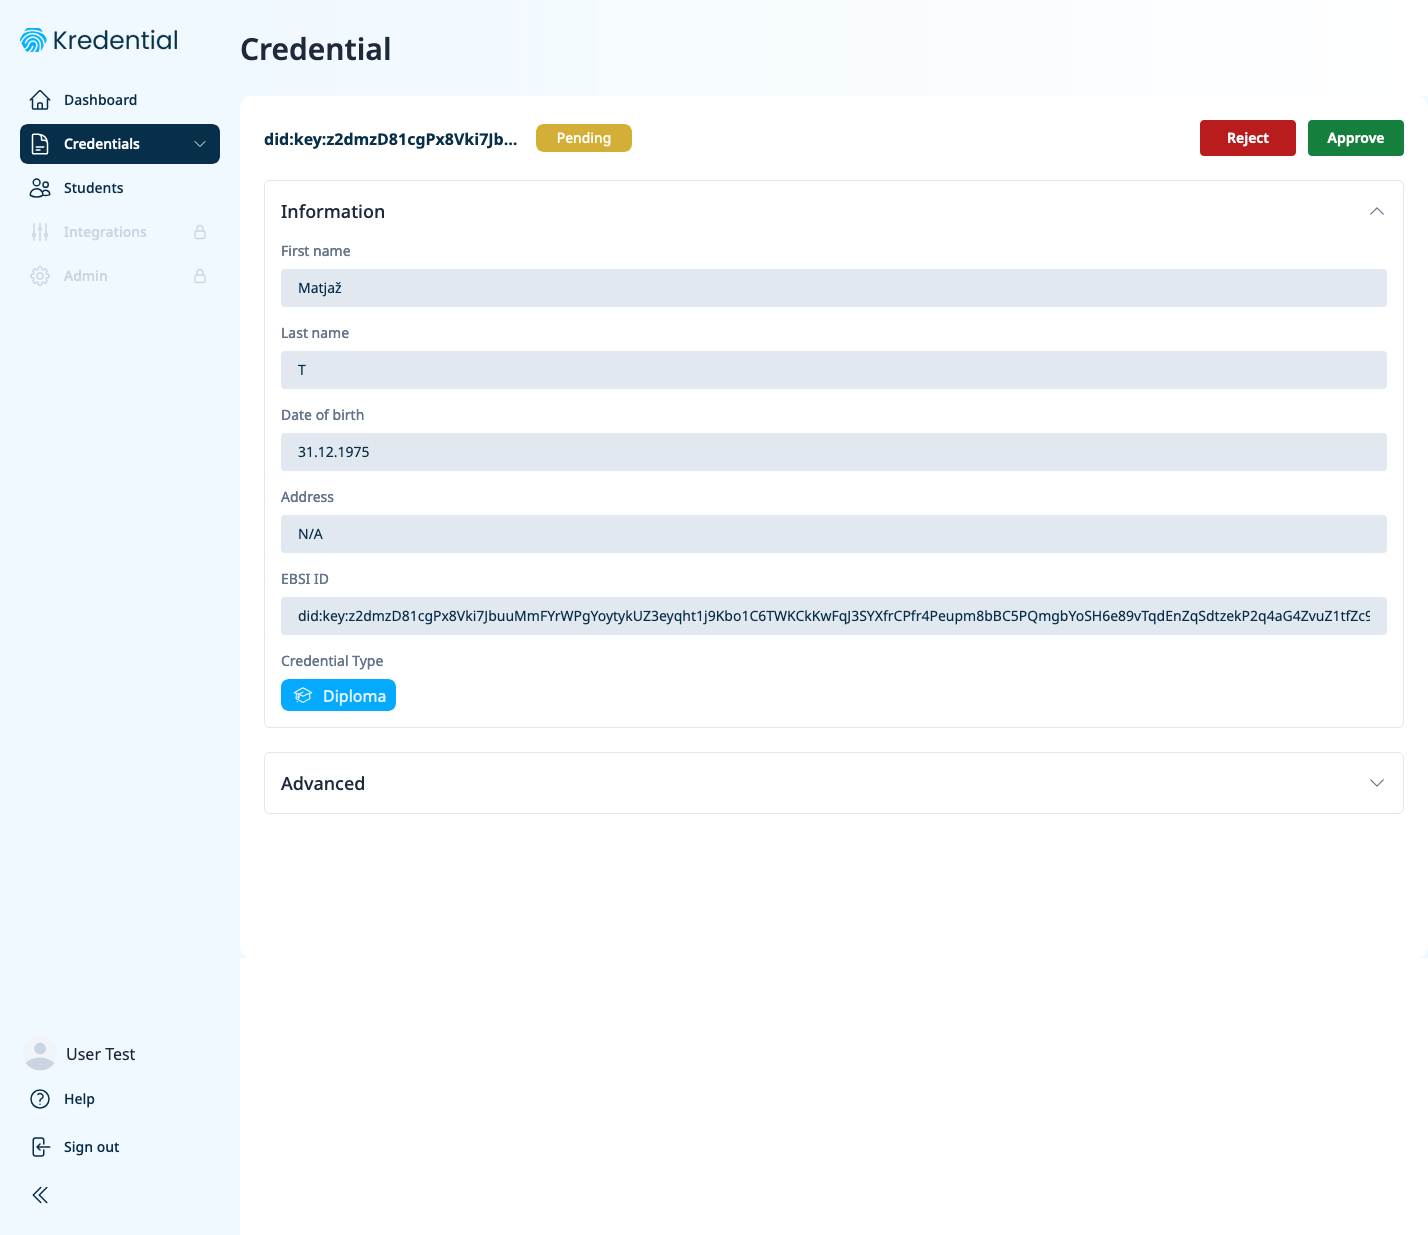 Kredential
Credential
Dashboard
Credentials
Students
Integrations
Admin
did:key:z2dmzD81cgPx8Vki7Jb...
Pending
Reject
Approve
Information
First name
Matjaž
Last name
T
Date of birth
31.12.1975
Address
N/A
EBSI ID
did:key:z2dmzD81cgPx8Vki7JbuuMmFYrWPgYoytykUZ3eyqht1j9Kbo1C6TWKCkKwFqJ3SYXfrCPfr4Peupm8bBC5PQmgbYoSH6e89vTqdEnZqSdtzekP2q4aG4ZvuZ1tfZc9
Credential Type
Diploma
Advanced
User Test
Help
Sign out